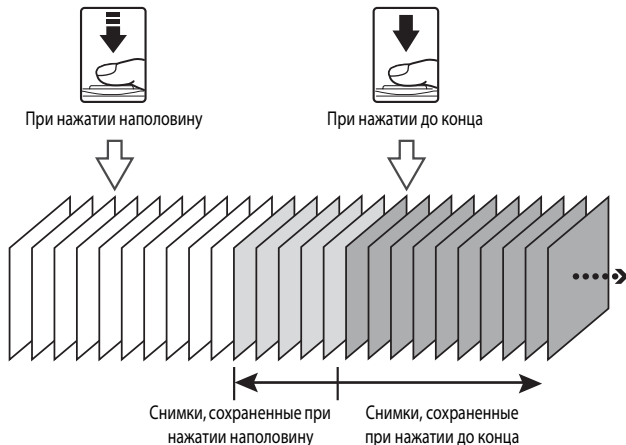 При нажатии наполовину
При нажатии до конца
Снимки, сохраненные при
нажатии наполовину
Снимки, сохраненные
при нажатии до конца